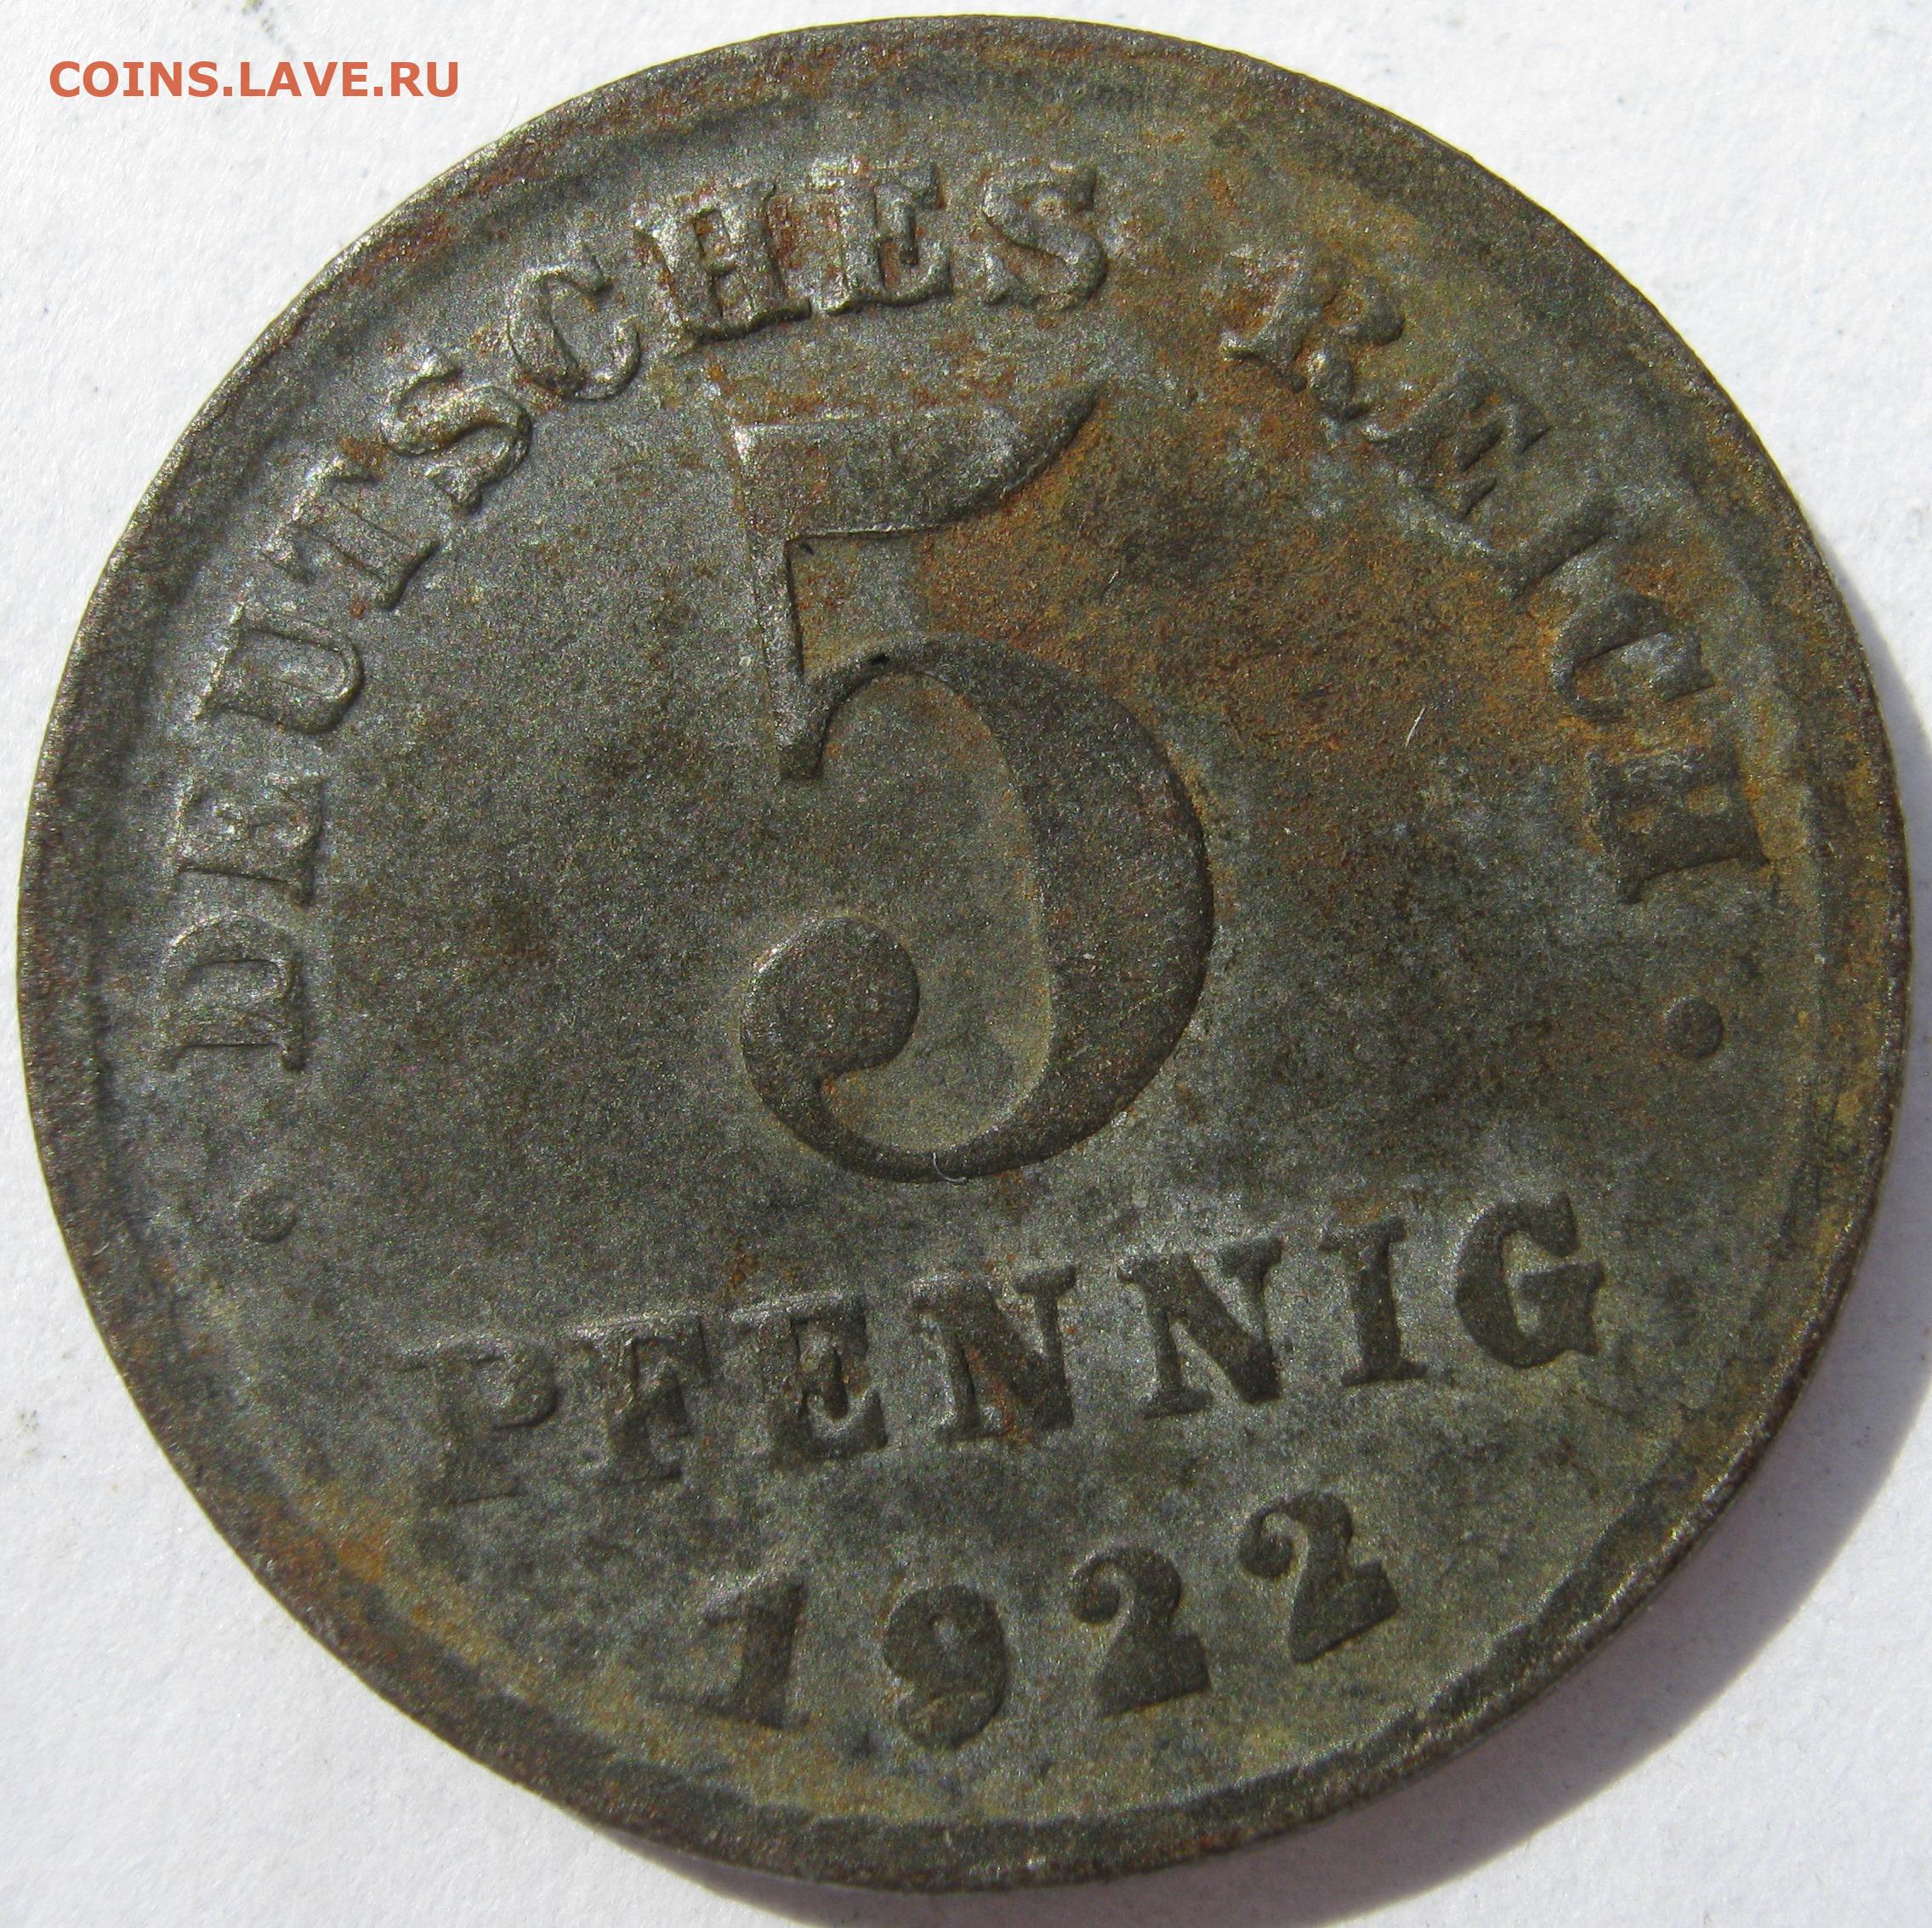 COINS.LAVE.RU
• DEUTSCHES REICH •
5
PFENNIG
1922